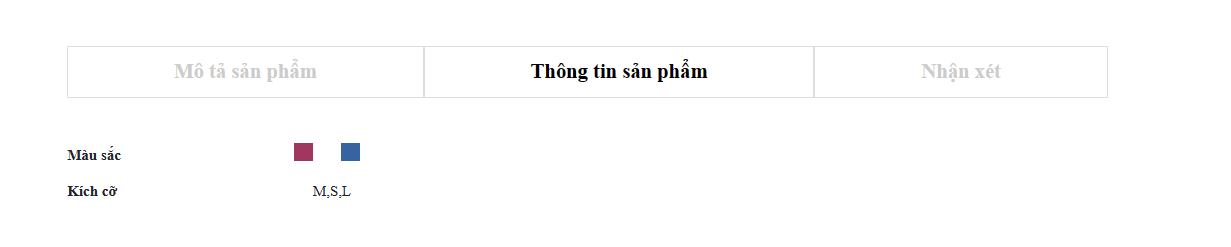 Mô tả sản phẩm
Thông tin sản phẩm
Nhận xét
Màu sắc
Kích cỡ M,S,L